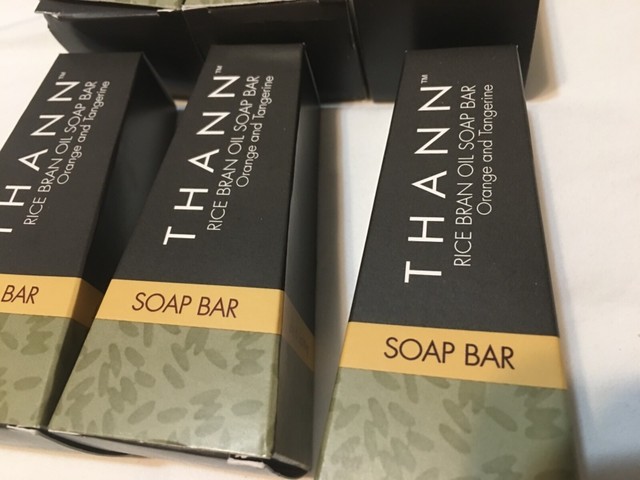 THANN™
RICE BRAN OIL SOAP BAR
Orange and Tangerine
BAR
THANN™
RICE BRAN OIL SOAP BAR
Orange and Tangerine
SOAP BAR
THANN™
RICE BRAN OIL SOAP BAR
Orange and Tangerine
SOAP BAR